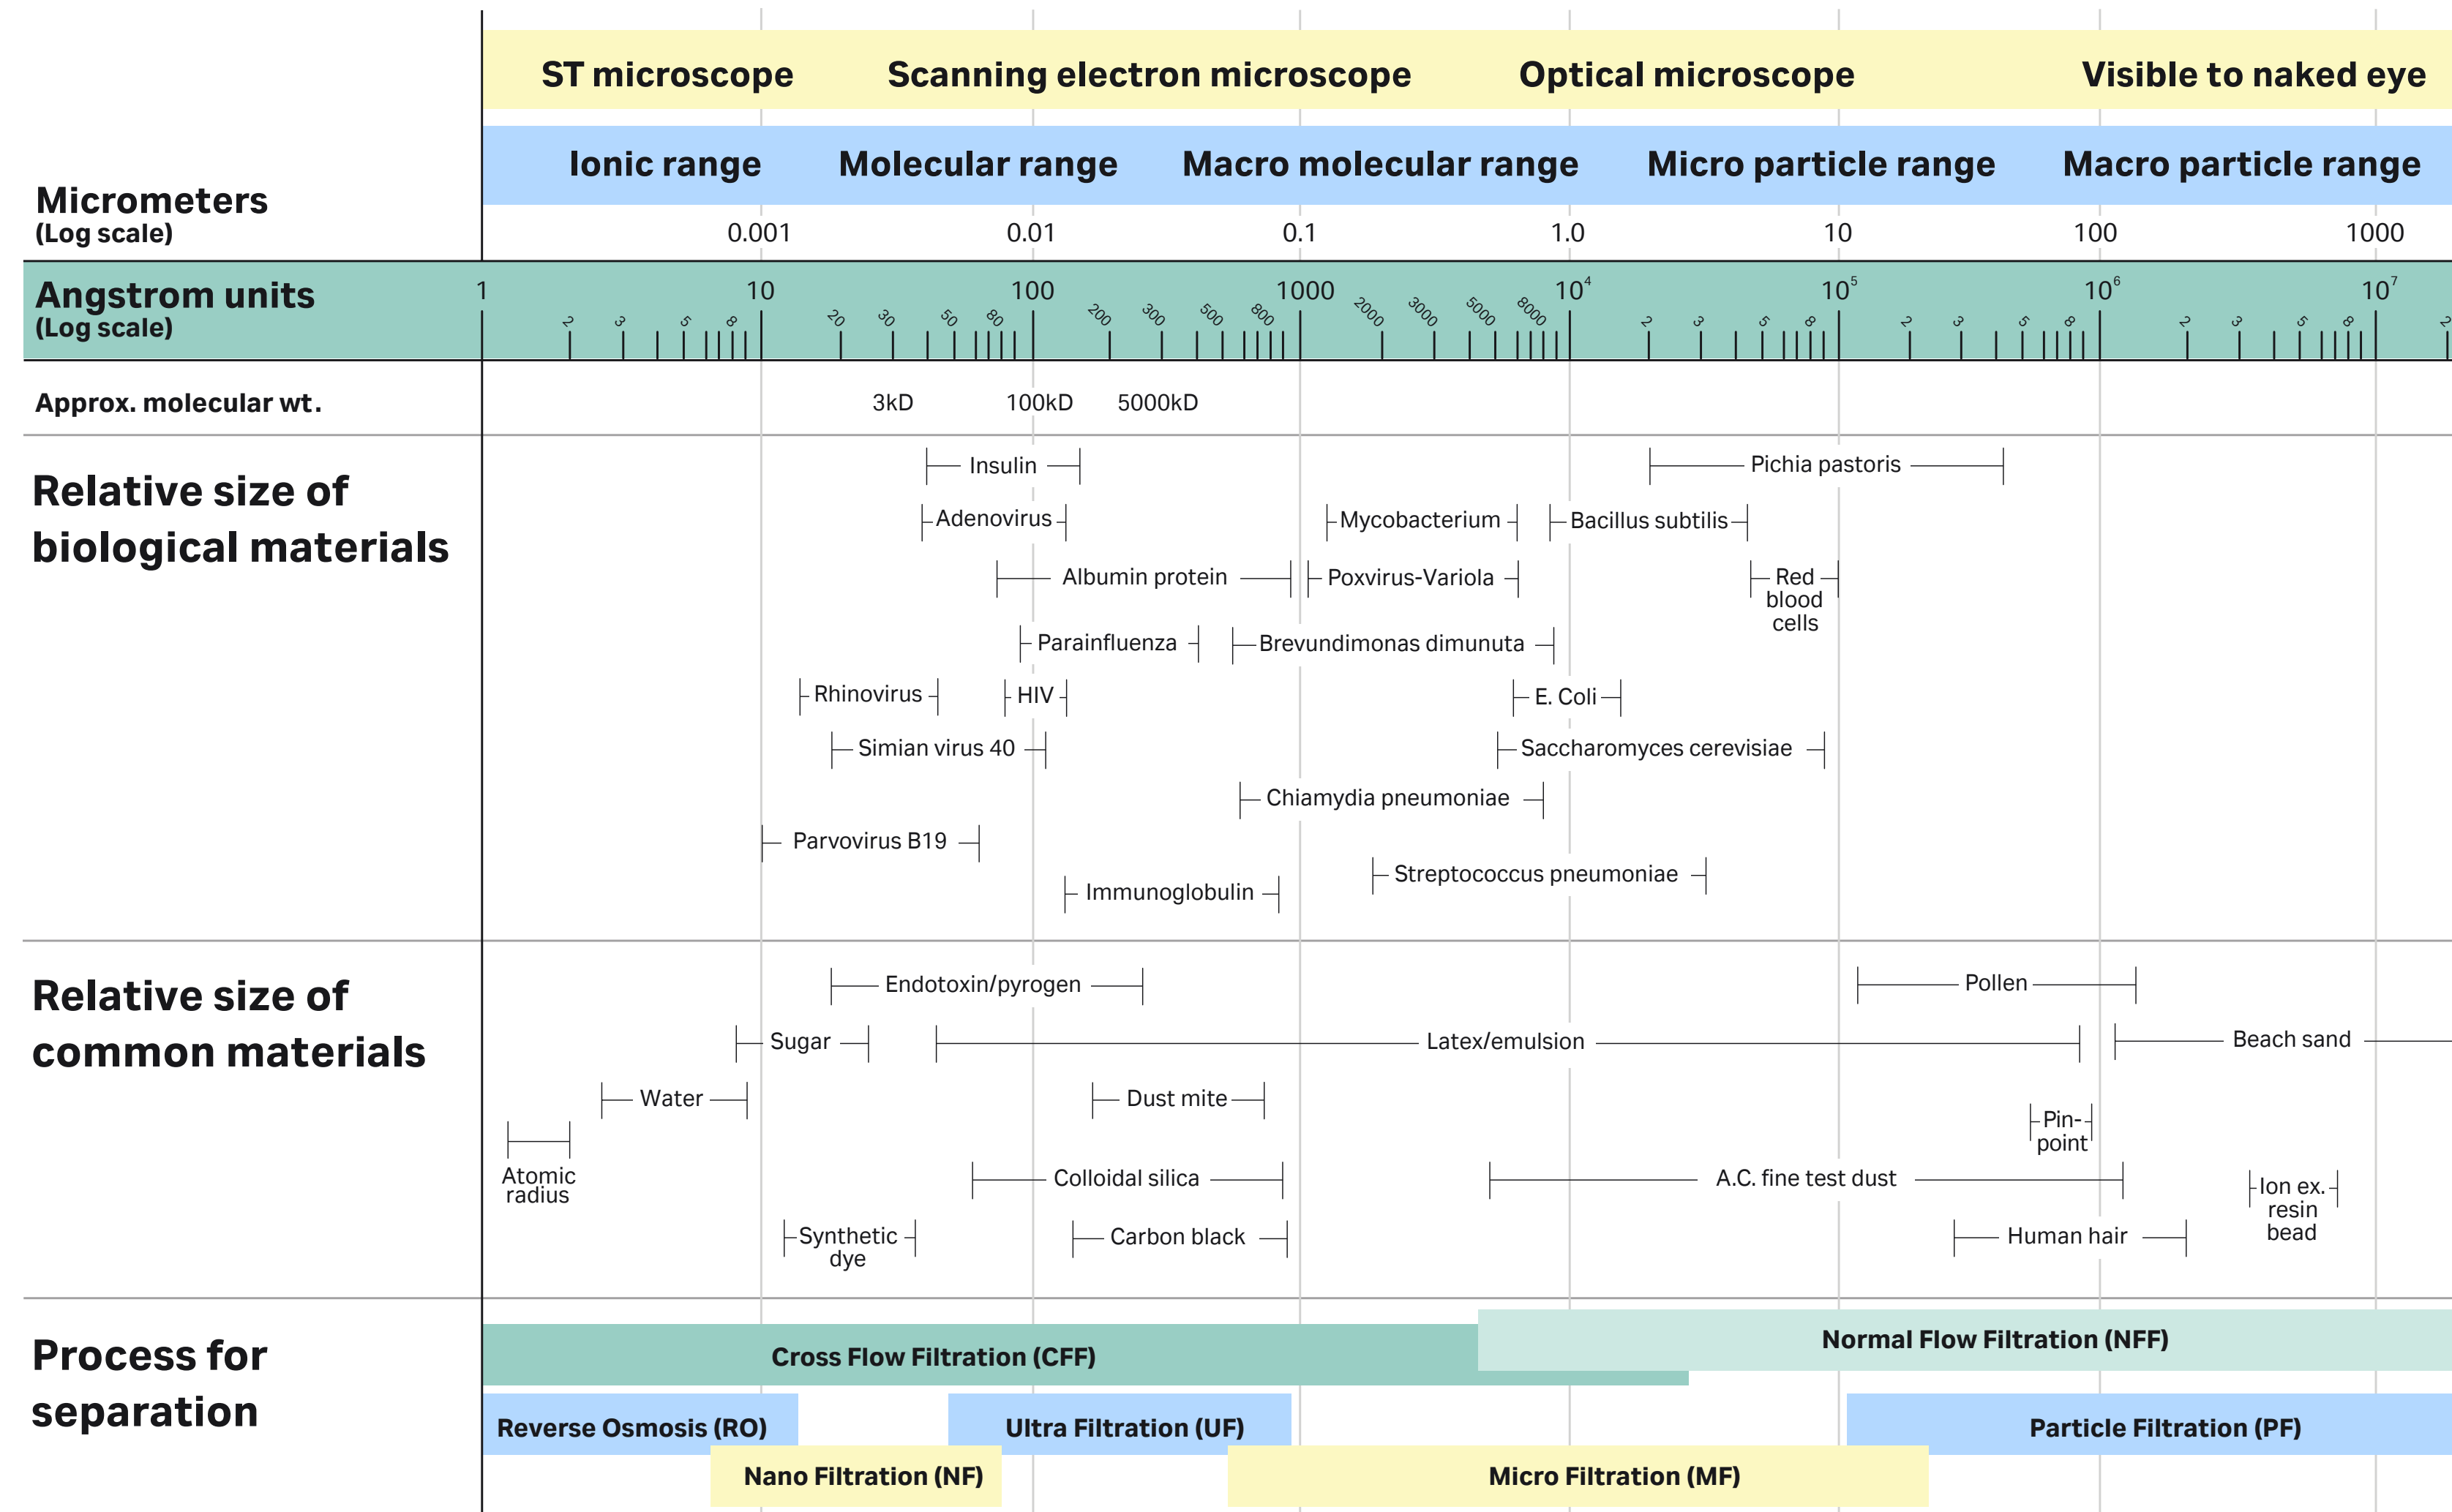 ST microscope Scanning electron microscope Optical microscope Visible to naked eye
Ionic range Molecular range Macro molecular range Micro particle range Macro particle range
Micrometers
(Log scale)
0.001 0.01 0.1 1.0 10 100 1000
Angstrom units
(Log scale)
1 10 100 1000 10⁴ 10⁵ 10⁶ 10⁷
2 3 5 8 20 30 50 80 200 300 500 800 2000 3000 5000 8000 2 3 5 8 2 3 5 8 2 3 5 8 2
Approx. molecular wt. 3kD 100kD 5000kD
Relative size of
biological materials
Insulin Pichia pastoris
Adenovirus Mycobacterium Bacillus subtilis
Albumin protein Poxvirus-Variola Red
blood
cells
Parainfluenza Brevundimonas dimunuta
Rhinovirus HIV E. Coli
Simian virus 40 Saccharomyces cerevisiae
Chiamydia pneumoniae
Parvovirus B19
Streptococcus pneumoniae
Immunoglobulin
Relative size of
common materials
Endotoxin/pyrogen Pollen
Sugar Latex/emulsion Beach sand
Water Dust mite
Pin-
point
Atomic
radius
Colloidal silica A.C. fine test dust
Ion ex.
resin
bead
Synthetic
dye
Carbon black Human hair
Process for
separation
Cross Flow Filtration (CFF) Normal Flow Filtration (NFF)
Reverse Osmosis (RO) Ultra Filtration (UF) Particle Filtration (PF)
Nano Filtration (NF) Micro Filtration (MF)